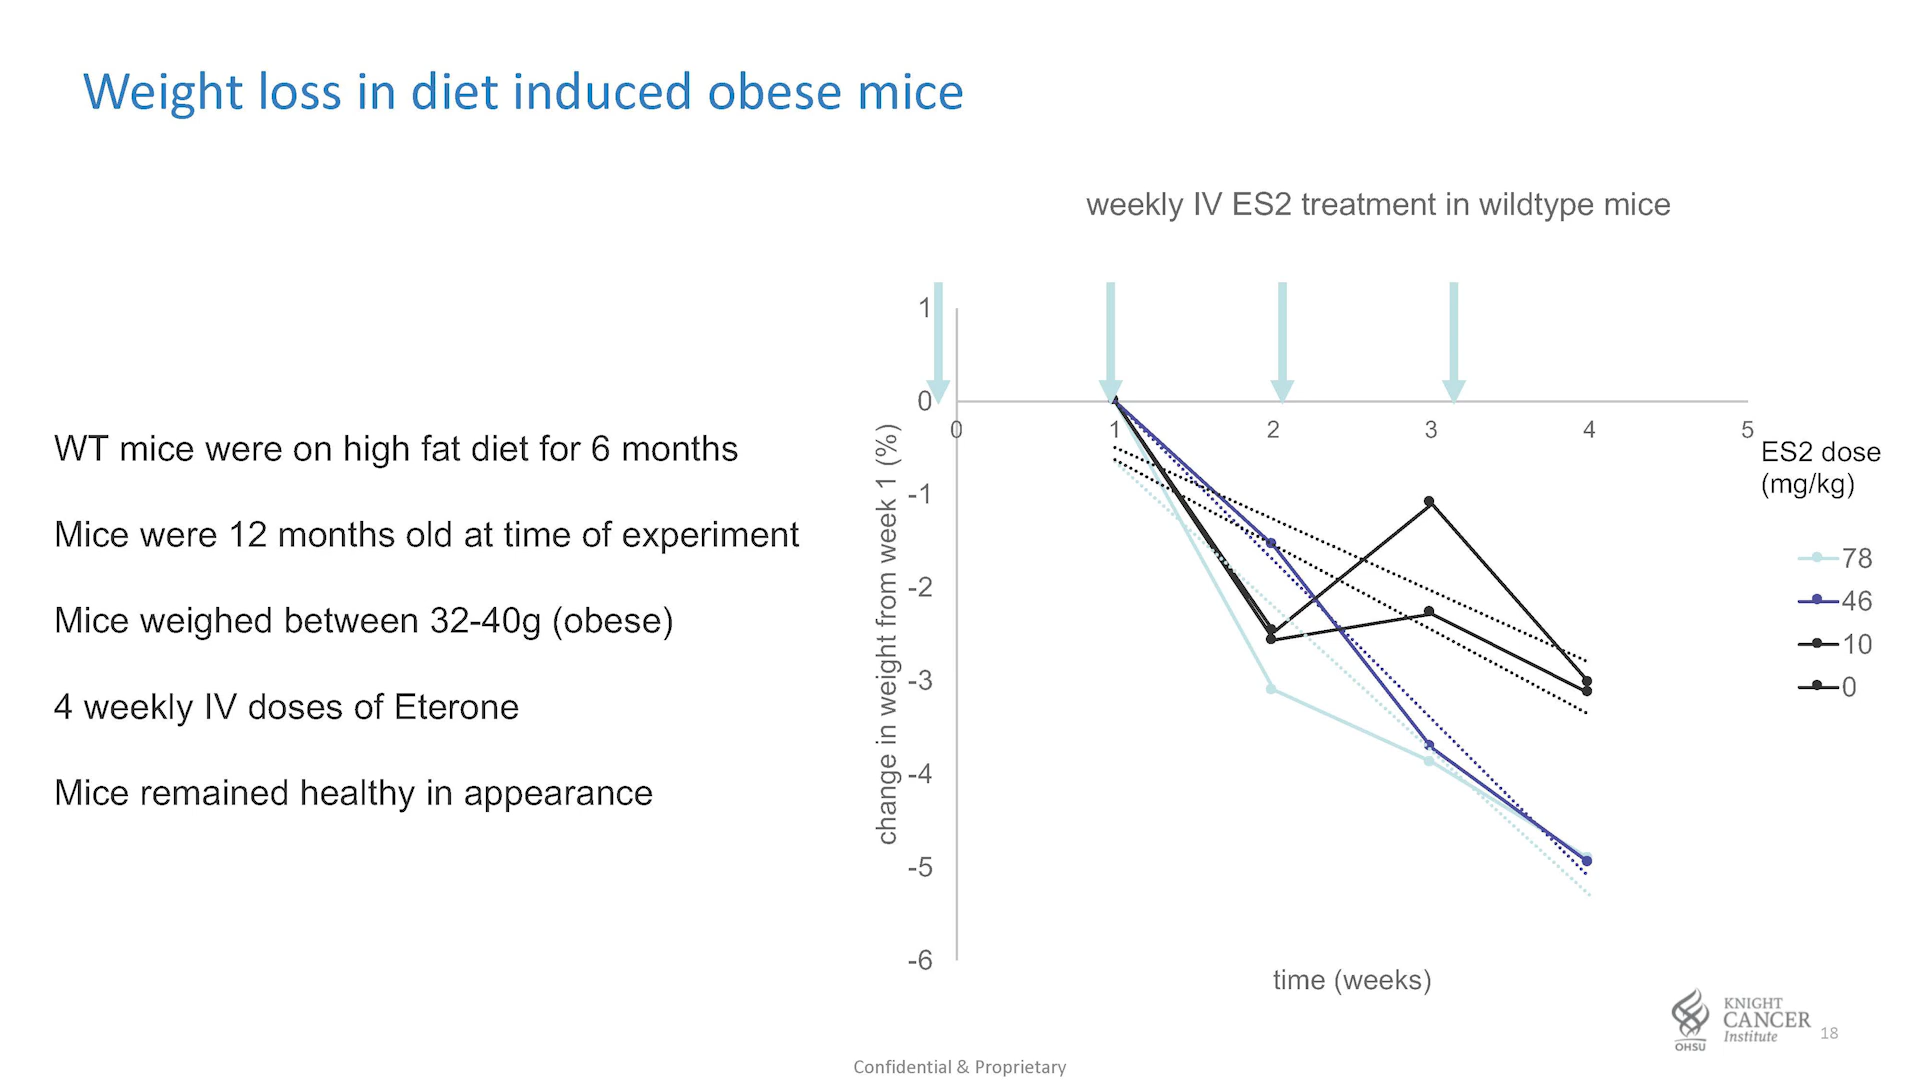 Weight loss in diet induced obese mice
weekly IV ES2 treatment in wildtype mice
WT mice were on high fat diet for 6 months
Mice were 12 months old at time of experiment
Mice weighed between 32-40g (obese)
4 weekly IV doses of Eterone
Mice remained healthy in appearance
change in weight from week 1 (%)
1
0
-1
-2
-3
-4
-5
-6
0 1 2 3 4 5
time (weeks)
ES2 dose
(mg/kg)
78
46
10
0
KNIGHT
CANCER
Institute
OHSU
18
Confidential & Proprietary